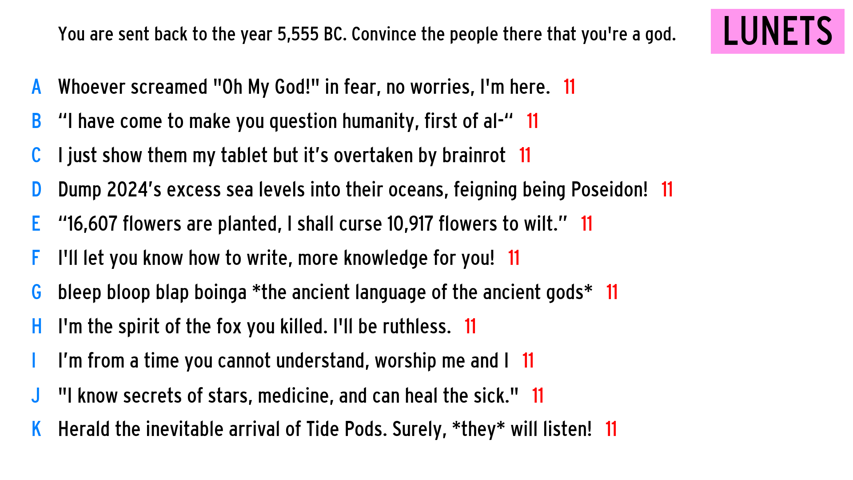 You are sent back to the year 5,555 BC. Convince the people there that you're a god.
LUNETS
A Whoever screamed "Oh My God!" in fear, no worries, I'm here. 11
B “I have come to make you question humanity, first of al-“ 11
C I just show them my tablet but it’s overtaken by brainrot 11
D Dump 2024’s excess sea levels into their oceans, feigning being Poseidon! 11
E “16,607 flowers are planted, I shall curse 10,917 flowers to wilt.” 11
F I'll let you know how to write, more knowledge for you! 11
G bleep bloop blap boinga *the ancient language of the ancient gods* 11
H I'm the spirit of the fox you killed. I'll be ruthless. 11
I I’m from a time you cannot understand, worship me and I 11
J "I know secrets of stars, medicine, and can heal the sick." 11
K Herald the inevitable arrival of Tide Pods. Surely, *they* will listen! 11